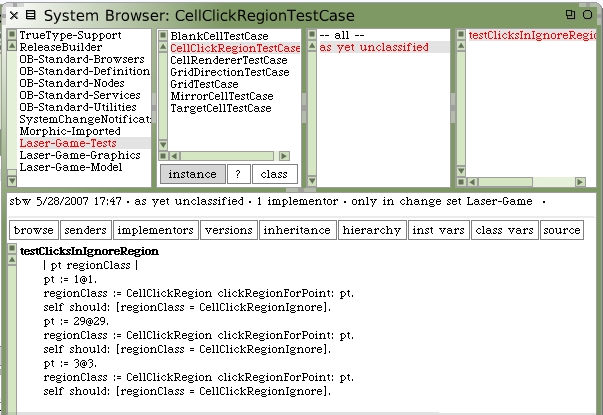 System Browser: CellClickRegionTestCase
TrueType-Support
ReleaseBuilder
OB-Standard-Browsers
OB-Standard-Definition
OB-Standard-Nodes
OB-Standard-Services
OB-Standard-Utilities
SystemChangeNotificat
Morphic-Imported
Laser-Game-Tests
Laser-Game-Graphics
Laser-Game-Model
BlankCellTestCase
CellClickRegionTestCase
CellRendererTestCase
GridDirectionTestCase
GridTestCase
MirrorCellTestCase
TargetCellTestCase
instance ? class
-- all --
as yet unclassified
testClicksInIgnoreRegio
sbw 5/28/2007 17:47 · as yet unclassified · 1 implementor · only in change set Laser-Game ·
browse senders implementors versions inheritance hierarchy inst vars class vars source
testClicksInIgnoreRegion
| pt regionClass |
pt := 1@1.
regionClass := CellClickRegion clickRegionForPoint: pt.
self should: [regionClass = CellClickRegionIgnore].
pt := 29@29.
regionClass := CellClickRegion clickRegionForPoint: pt.
self should: [regionClass = CellClickRegionIgnore].
pt := 3@3.
regionClass := CellClickRegion clickRegionForPoint: pt.
self should: [regionClass = CellClickRegionIgnore].